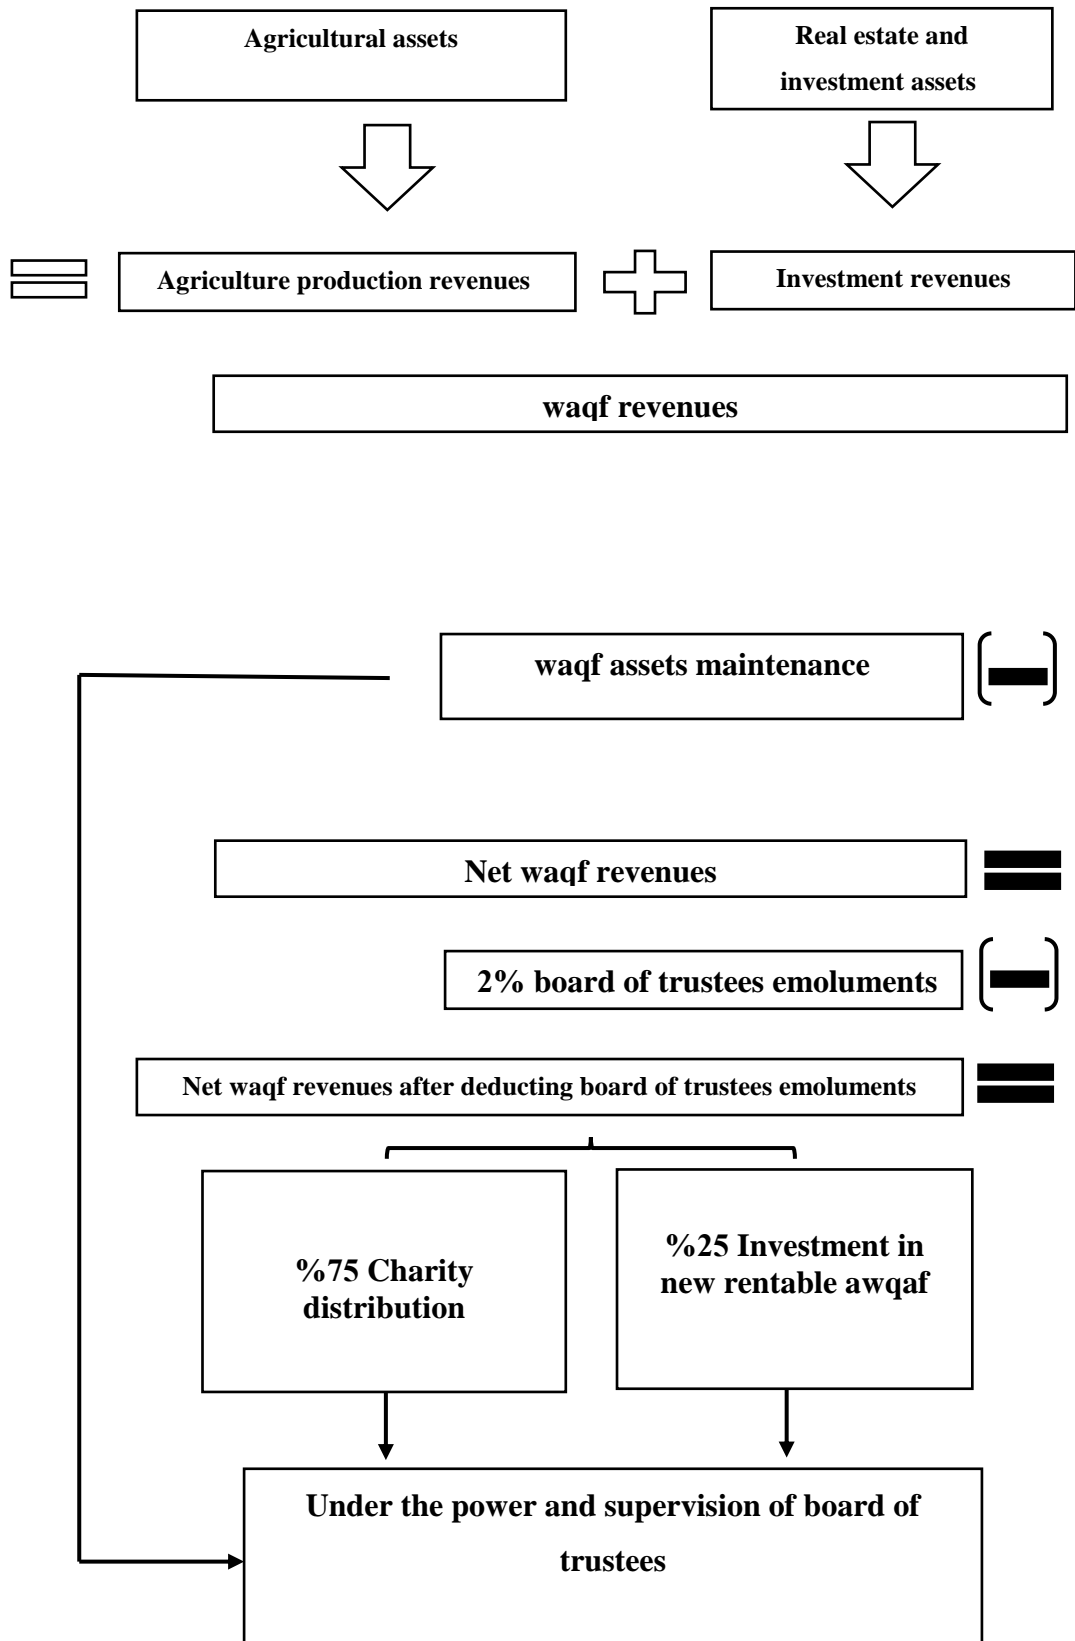 Agricultural assets
Real estate and
investment assets
Agriculture production revenues
Investment revenues
waqf revenues
waqf assets maintenance
Net waqf revenues
2% board of trustees emoluments
Net waqf revenues after deducting board of trustees emoluments
%75 Charity
distribution
%25 Investment in
new rentable awqaf
Under the power and supervision of board of
trustees